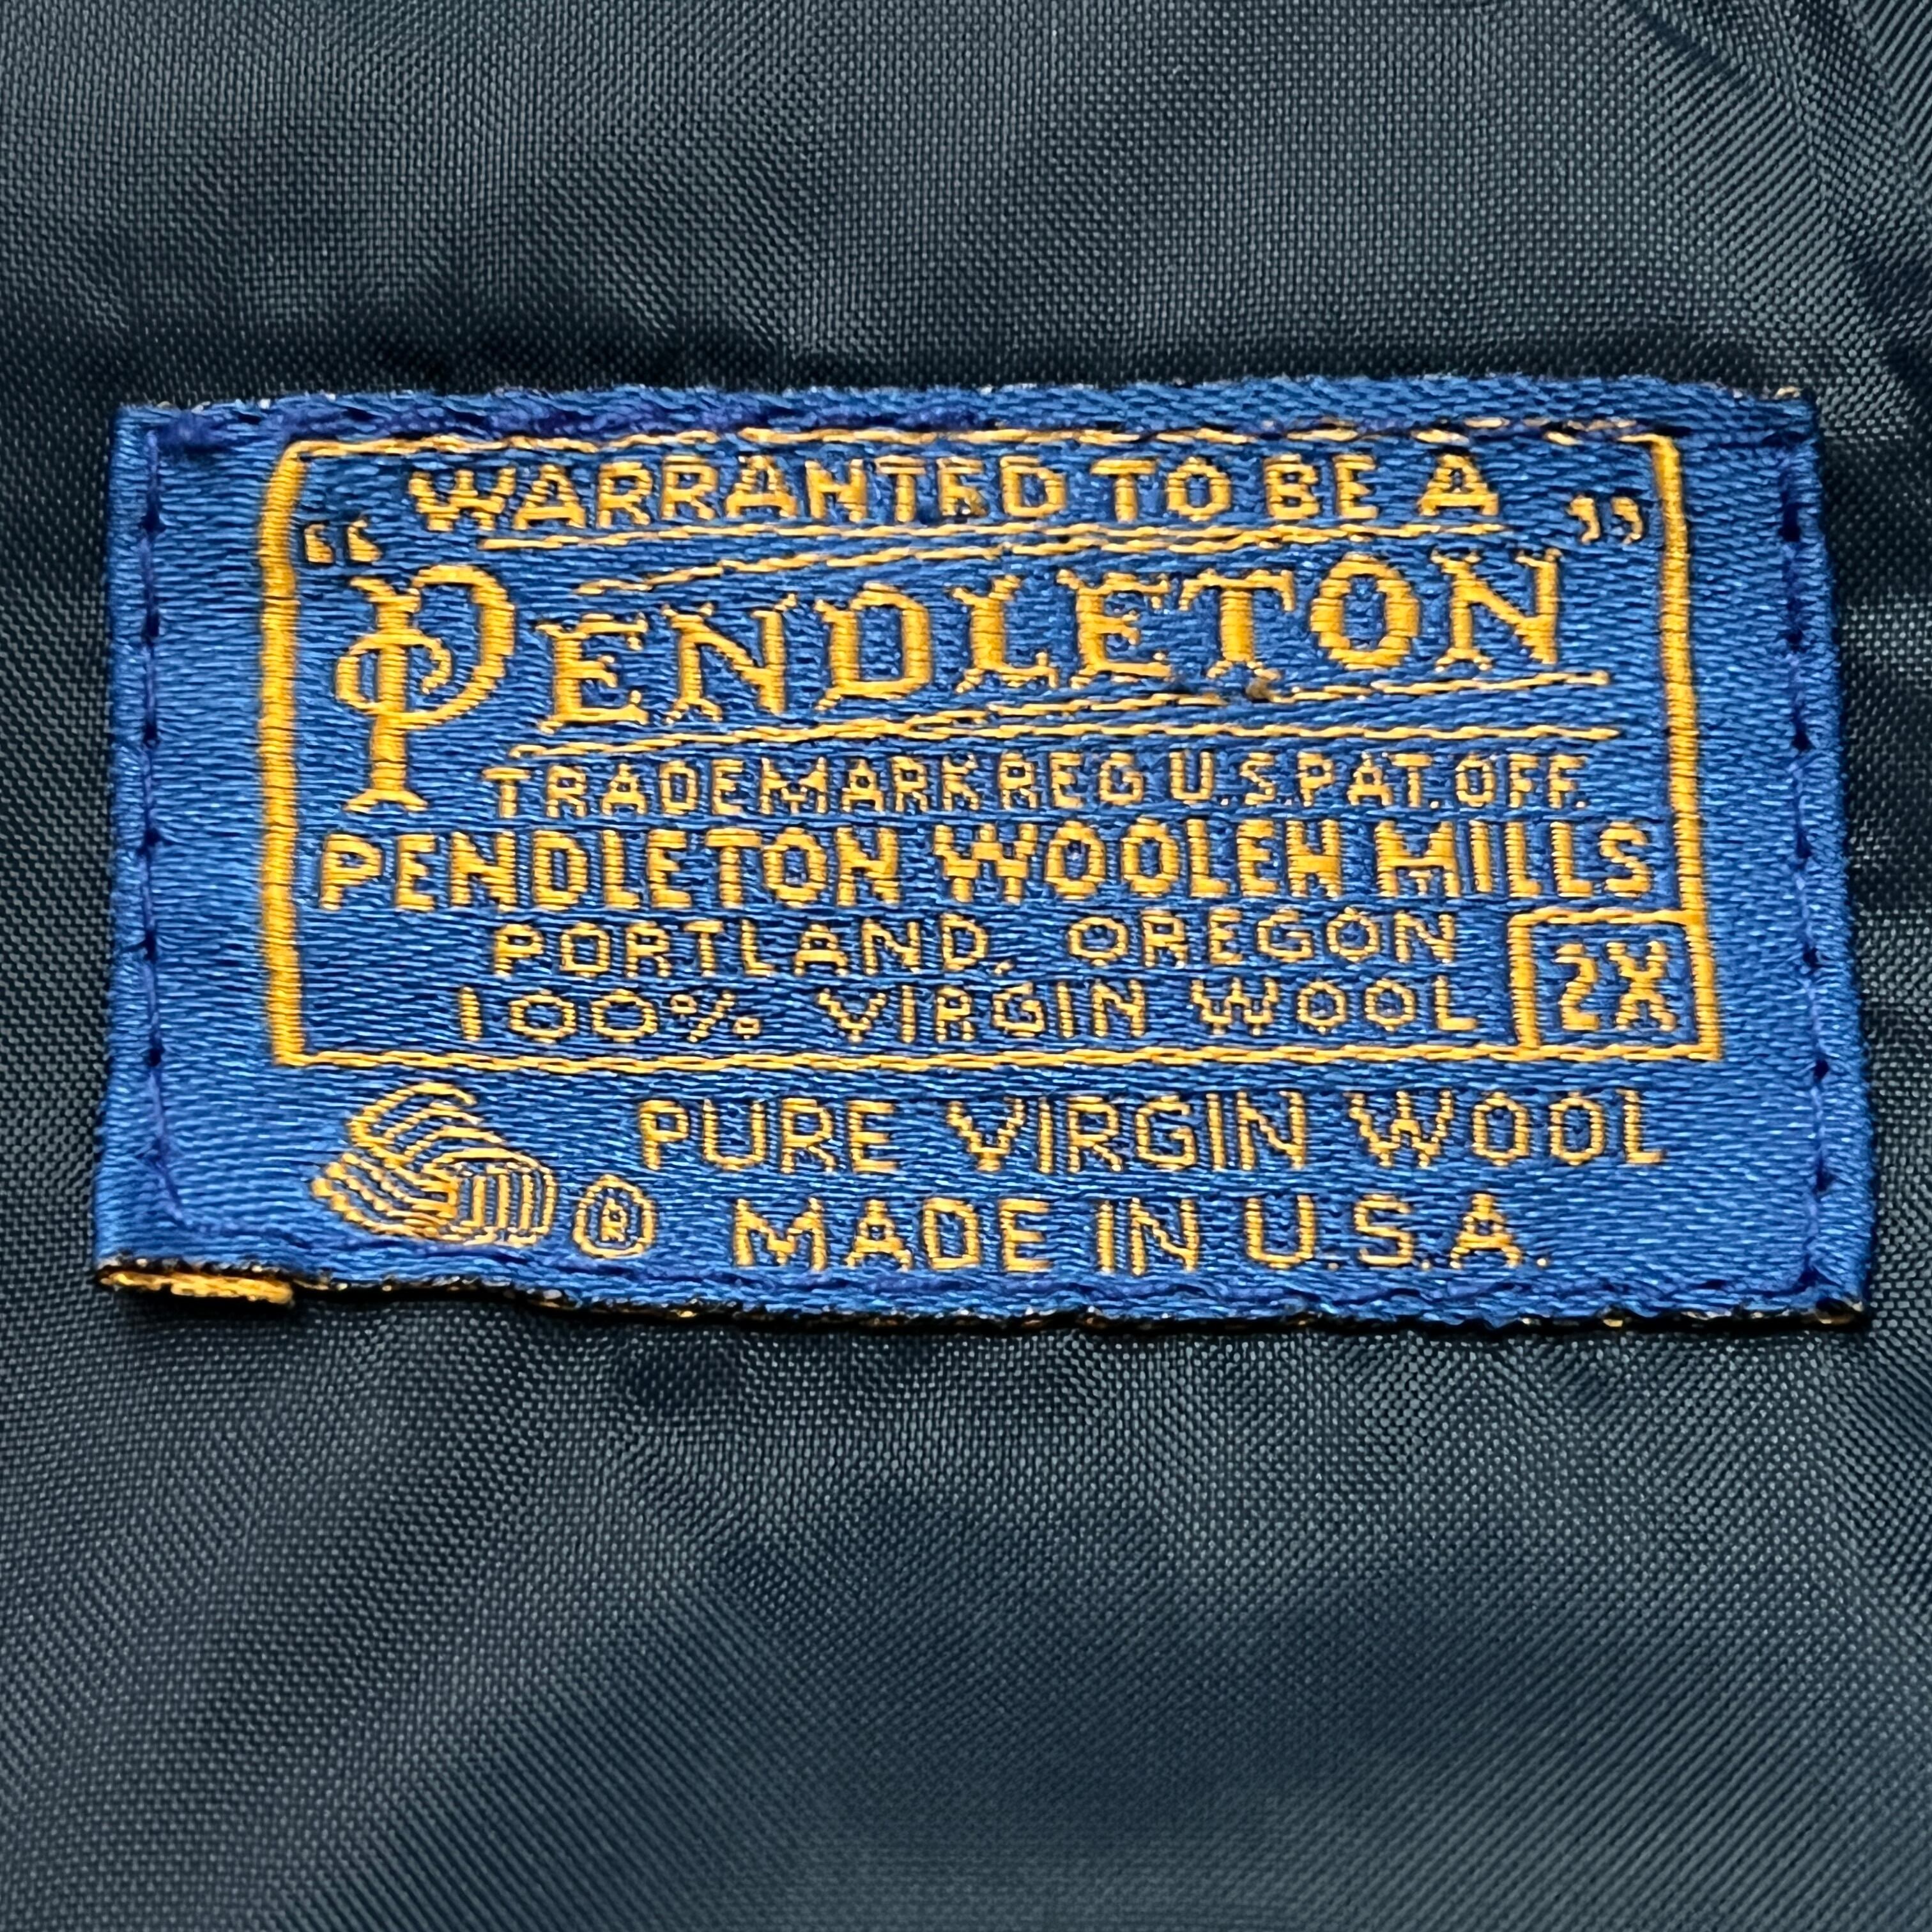 WARRANTED TO BE A
"PENDLETON"
TRADEMARK REG U.S. PAT. OFF.
PENDLETON WOOLEN MILLS
PORTLAND, OREGON
100% VIRGIN WOOL
2X
PURE VIRGIN WOOL
® MADE IN U.S.A.